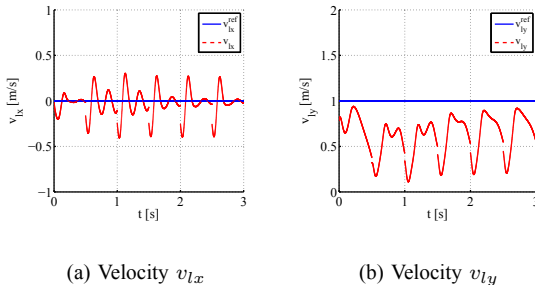 1
0.5
0
−0.5
−1
0 1 2 3
v_lx [m/s]
t [s]
v_lx^ref
v_lx
2
1.5
1
0.5
0
0 1 2 3
v_ly [m/s]
t [s]
v_ly^ref
v_ly
(a) Velocity v_lx
(b) Velocity v_ly